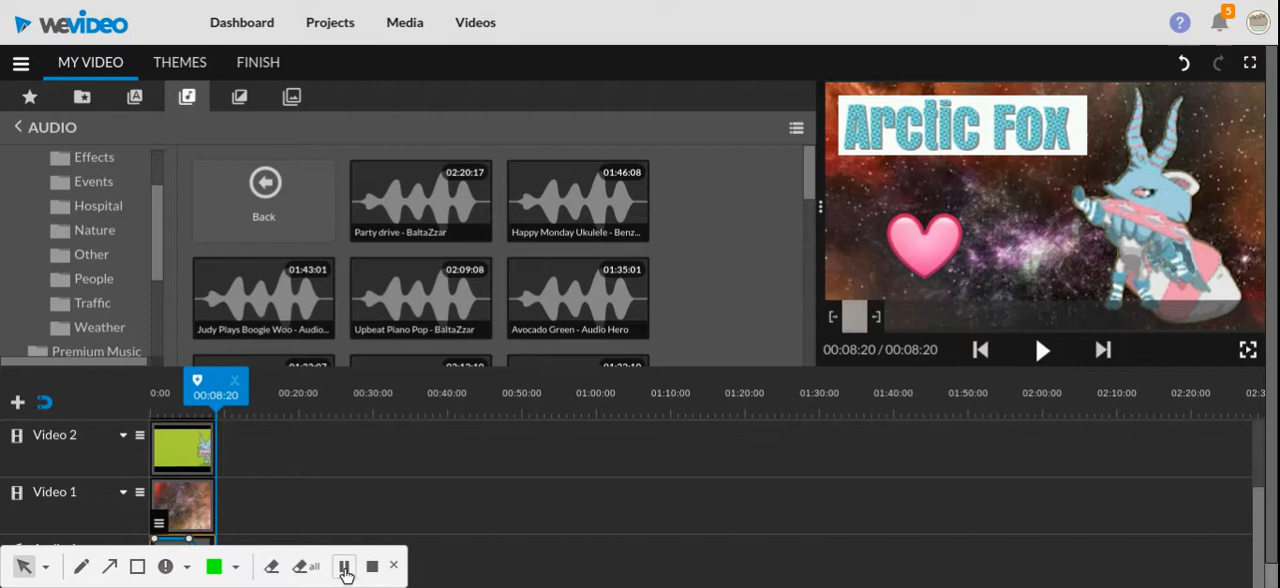 wevideo
Dashboard Projects Media Videos
5
MY VIDEO THEMES FINISH
AUDIO
Effects
Events
Hospital
Nature
Other
People
Traffic
Weather
Premium Music
Back
02:20:17
Party drive - BaltaZzar
01:46:08
Happy Monday Ukulele - Benz...
01:43:01
Judy Plays Boogie Woo - Audio...
02:09:08
Upbeat Piano Pop - BaltaZzar
01:35:01
Avocado Green - Audio Hero
Arctic Fox
00:08:20 / 00:08:20
0:00 00:08:20 00:20:00 00:30:00 00:40:00 00:50:00 01:00:00 01:10:00 01:20:00 01:30:00 01:40:00 01:50:00 02:00:00 02:10:00 02:3
Video 2
Video 1
all